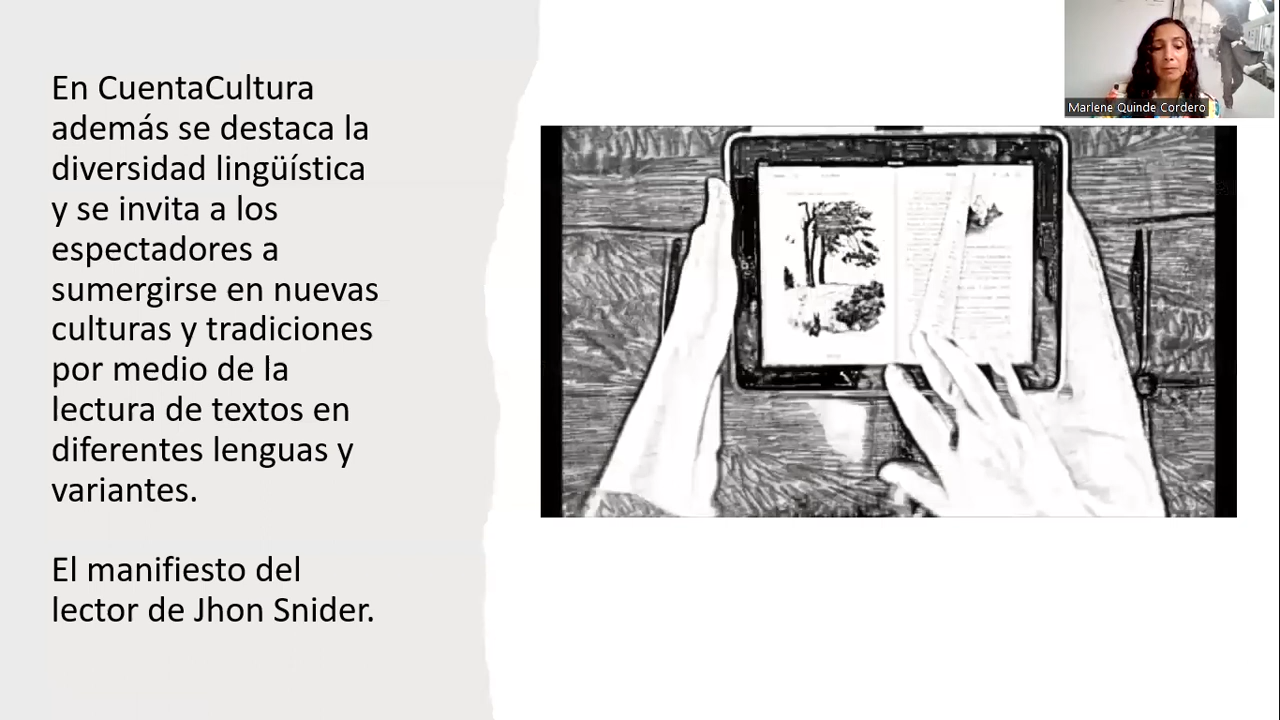 En CuentaCultura
además se destaca la
diversidad lingüística
y se invita a los
espectadores a
sumergirse en nuevas
culturas y tradiciones
por medio de la
lectura de textos en
diferentes lenguas y
variantes.
El manifiesto del
lector de Jhon Snider.
Marlene Quinde Cordero